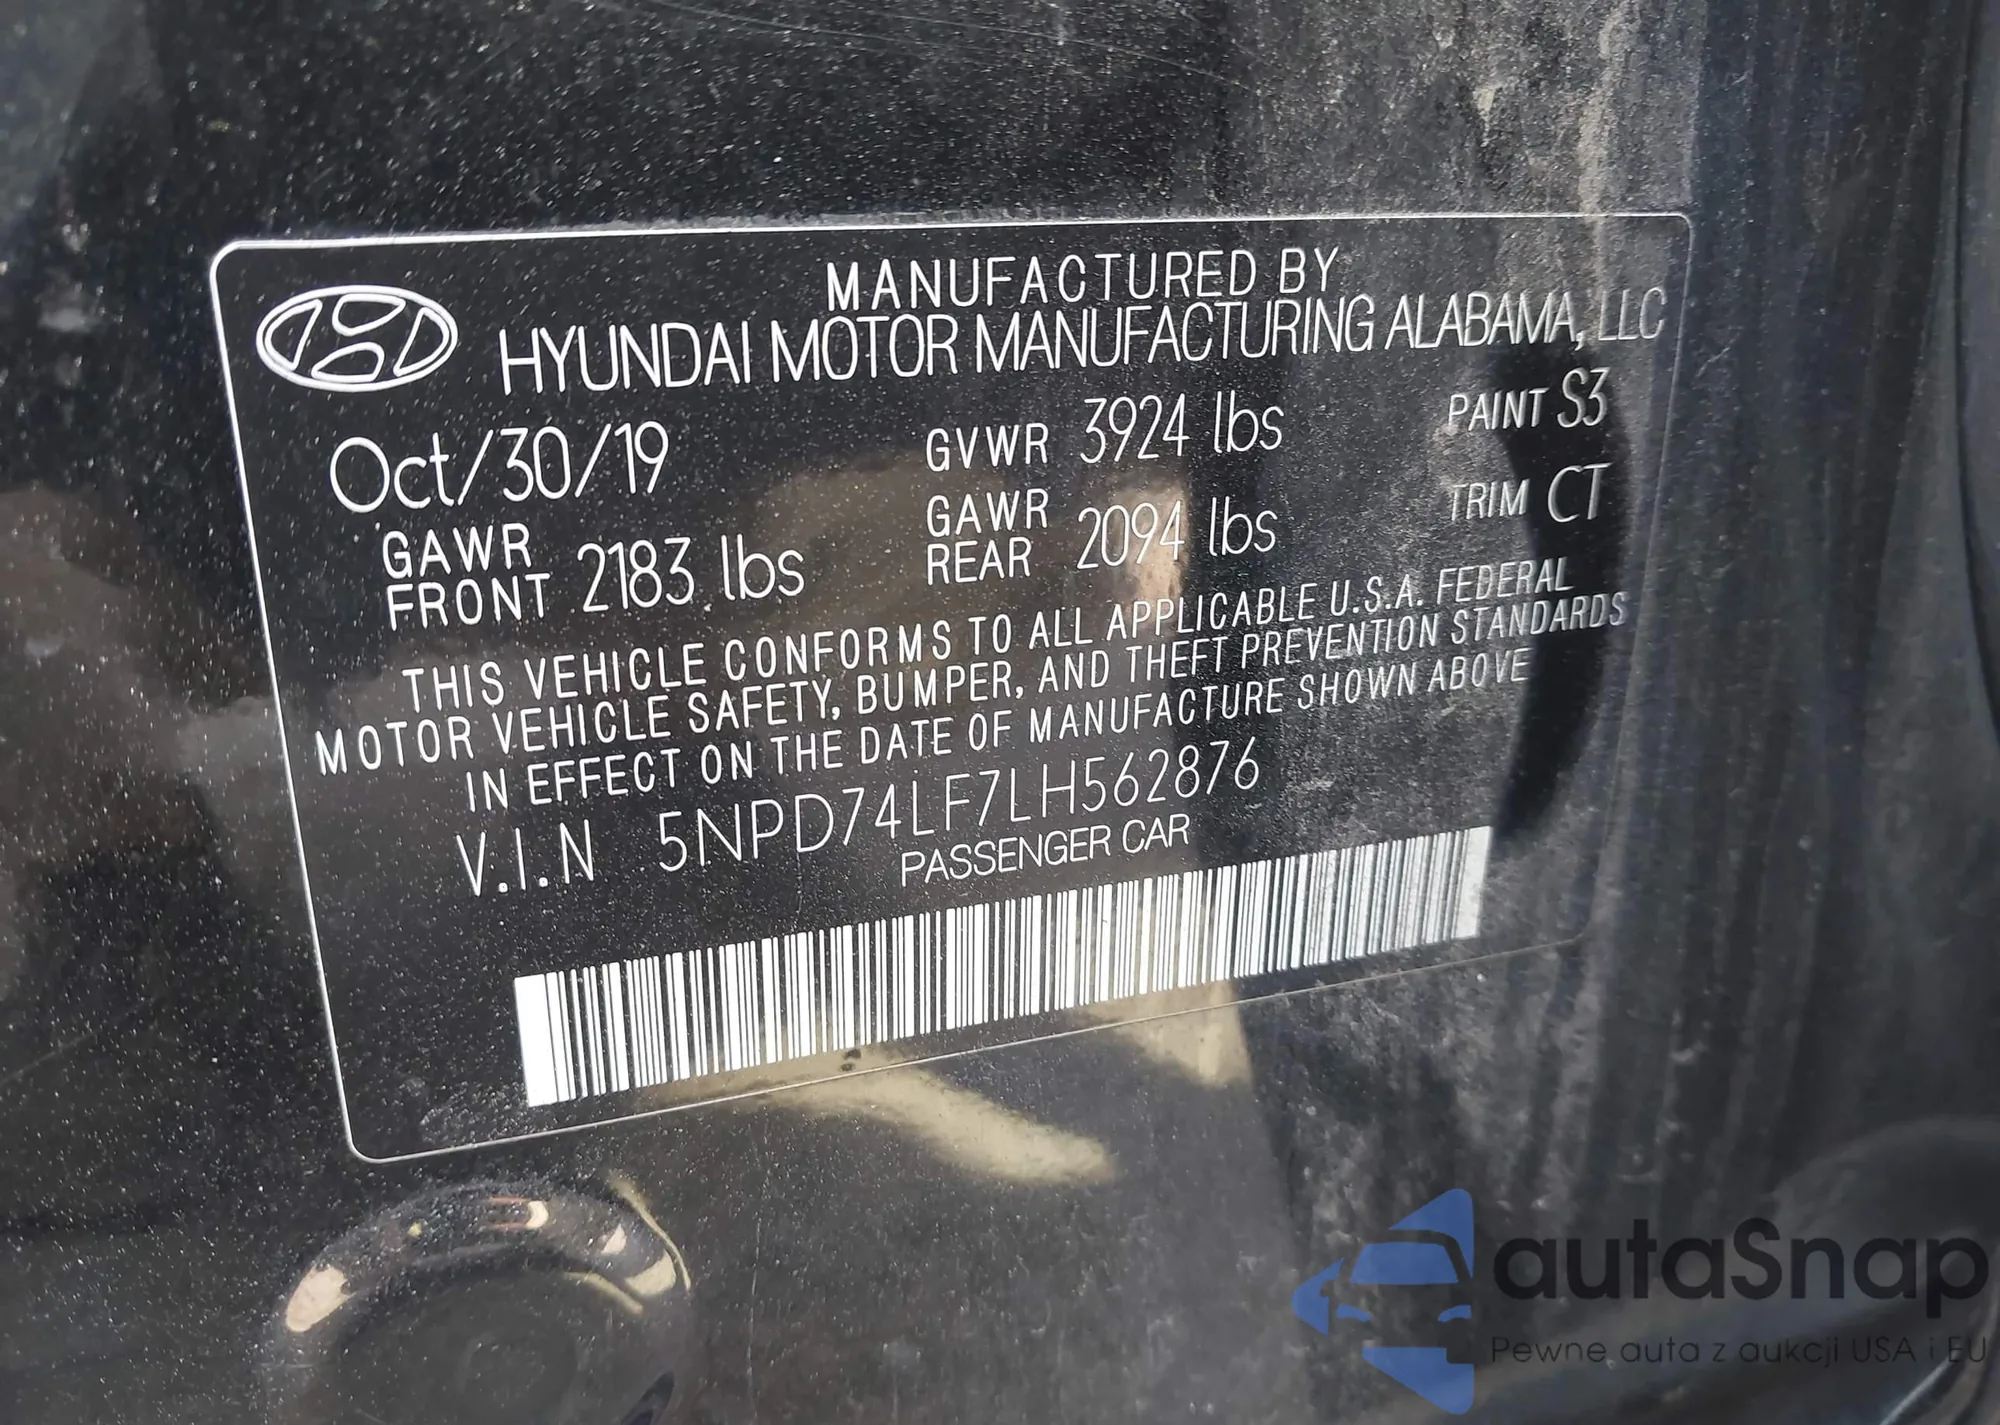 MANUFACTURED BY
HYUNDAI MOTOR MANUFACTURING ALABAMA, LLC
Oct/30/19 GVWR 3924 lbs PAINT S3
GAWR FRONT 2183 lbs GAWR REAR 2094 lbs TRIM CT
THIS VEHICLE CONFORMS TO ALL APPLICABLE U.S.A. FEDERAL
MOTOR VEHICLE SAFETY, BUMPER, AND THEFT PREVENTION STANDARDS
IN EFFECT ON THE DATE OF MANUFACTURE SHOWN ABOVE
V.I.N 5NPD74LF7LH562876
PASSENGER CAR
autaSnap
Pewne auta z aukcji USA i EU